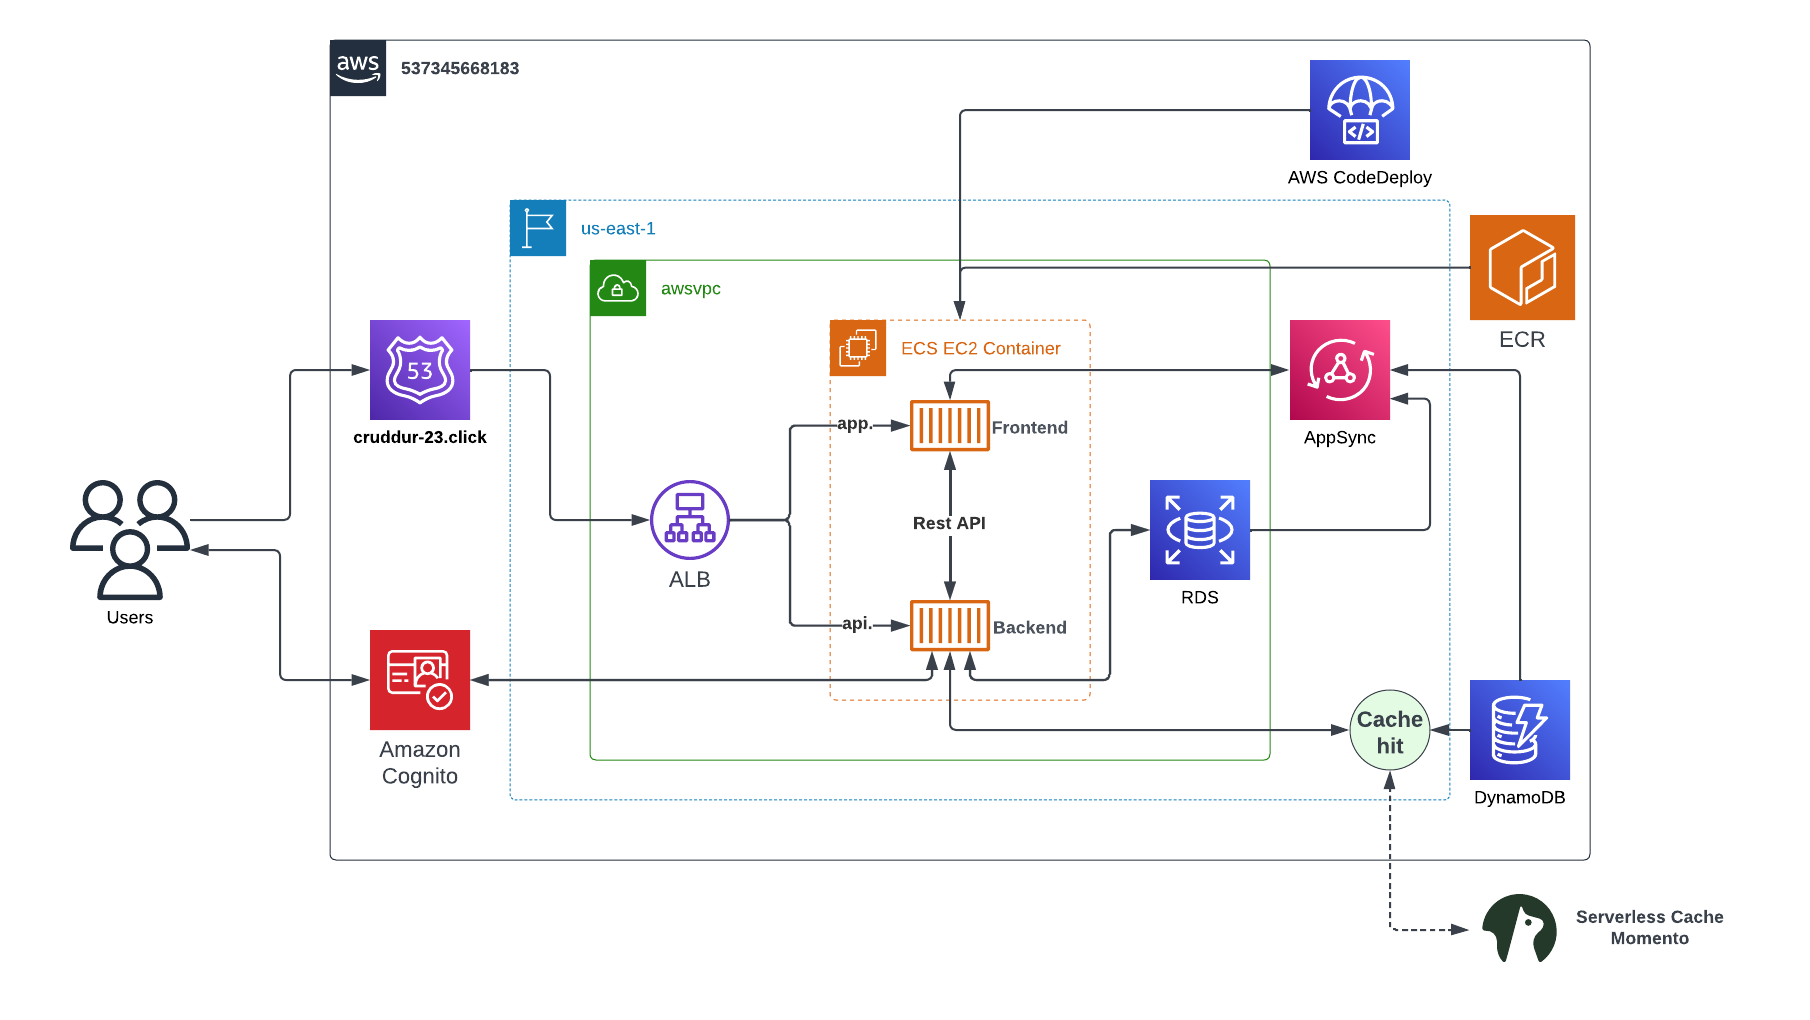 aws
537345668183
</>
AWS CodeDeploy
us-east-1
awsvpc
ECR
53
cruddur-23.click
ECS EC2 Container
app.
Frontend
AppSync
Rest API
ALB
RDS
Users
api.
Backend
Amazon
Cognito
Cache
hit
DynamoDB
Serverless Cache
Momento